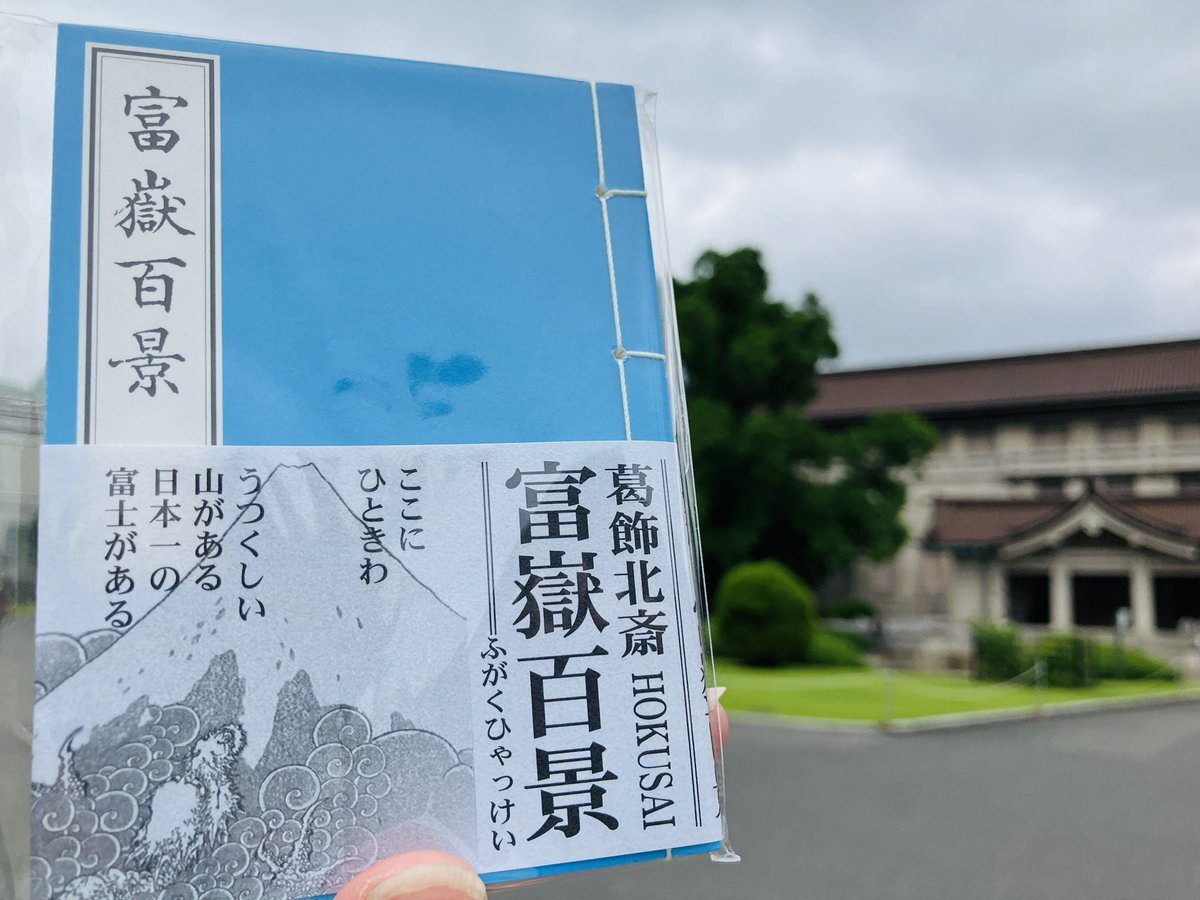 富嶽百景
葛飾北斎 HOKUSAI
富嶽百景
ふがくひゃっけい
ここに
ひときわ
うつくしい
山がある
日本一の
富士がある